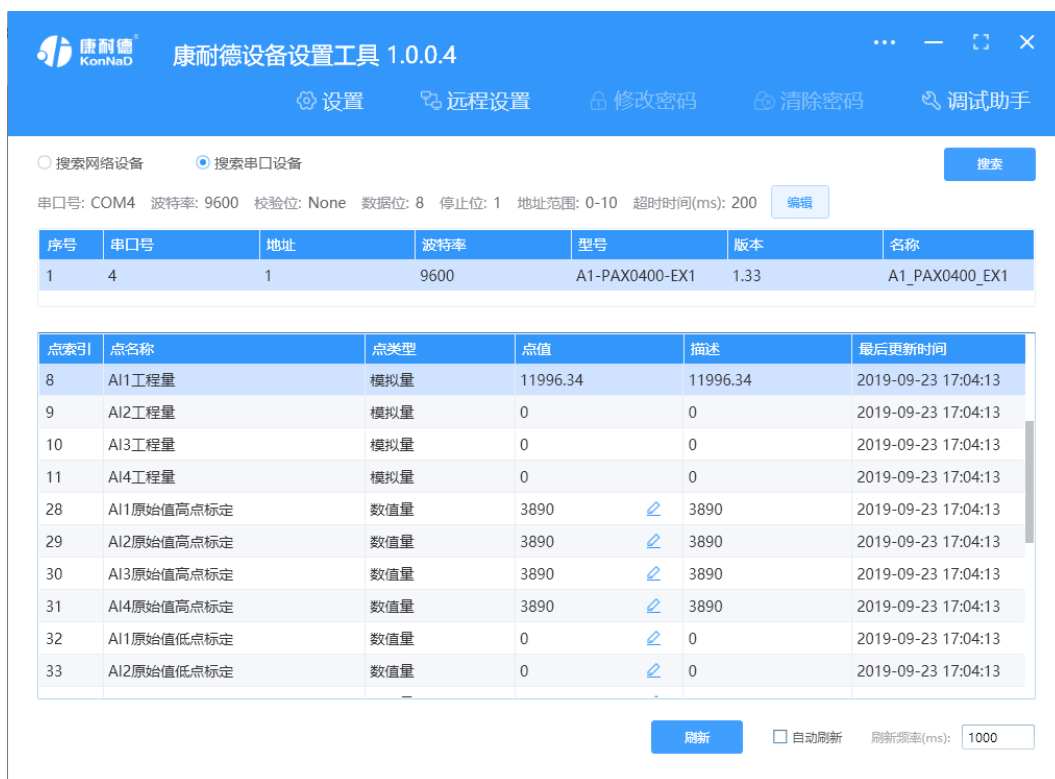 康耐德
KonNaD
康耐德设备设置工具 1.0.0.4
设置 远程设置 修改密码 清除密码 调试助手
搜索网络设备 搜索串口设备 搜索
串口号: COM4 波特率: 9600 校验位: None 数据位: 8 停止位: 1 地址范围: 0-10 超时时间(ms): 200 编辑
序号 串口号 地址 波特率 型号 版本 名称
1 4 1 9600 A1-PAX0400-EX1 1.33 A1_PAX0400_EX1
点索引 点名称 点类型 点值 描述 最后更新时间
8 AI1工程量 模拟量 11996.34 11996.34 2019-09-23 17:04:13
9 AI2工程量 模拟量 0 0 2019-09-23 17:04:13
10 AI3工程量 模拟量 0 0 2019-09-23 17:04:13
11 AI4工程量 模拟量 0 0 2019-09-23 17:04:13
28 AI1原始值高点标定 数值量 3890 3890 2019-09-23 17:04:13
29 AI2原始值高点标定 数值量 3890 3890 2019-09-23 17:04:13
30 AI3原始值高点标定 数值量 3890 3890 2019-09-23 17:04:13
31 AI4原始值高点标定 数值量 3890 3890 2019-09-23 17:04:13
32 AI1原始值低点标定 数值量 0 0 2019-09-23 17:04:13
33 AI2原始值低点标定 数值量 0 0 2019-09-23 17:04:13
刷新 自动刷新 刷新频率(ms): 1000